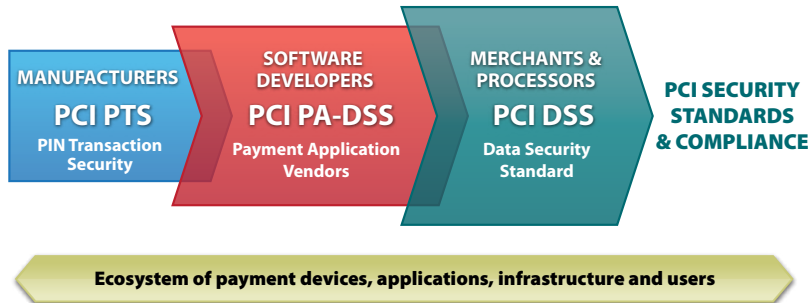 MANUFACTURERS
PCI PTS
PIN Transaction
Security
SOFTWARE
DEVELOPERS
PCI PA-DSS
Payment Application
Vendors
MERCHANTS &
PROCESSORS
PCI DSS
Data Security
Standard
PCI SECURITY
STANDARDS
& COMPLIANCE
Ecosystem of payment devices, applications, infrastructure and users